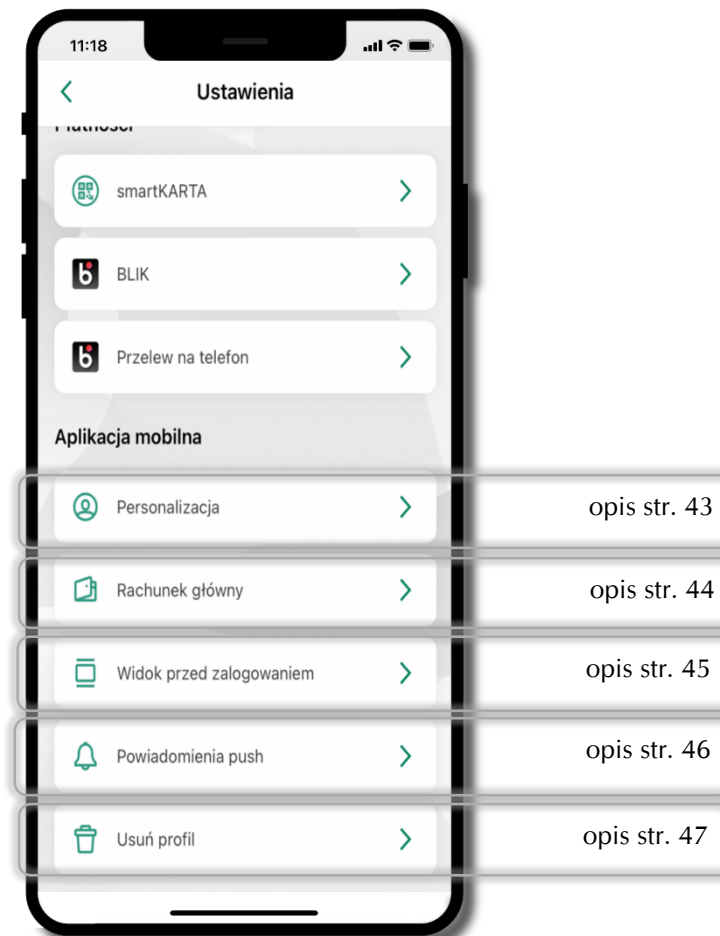 11:18
Ustawienia
Płatności
smartKARTA
BLIK
Przelew na telefon
Aplikacja mobilna
Personalizacja opis str. 43
Rachunek główny opis str. 44
Widok przed zalogowaniem opis str. 45
Powiadomienia push opis str. 46
Usuń profil opis str. 47